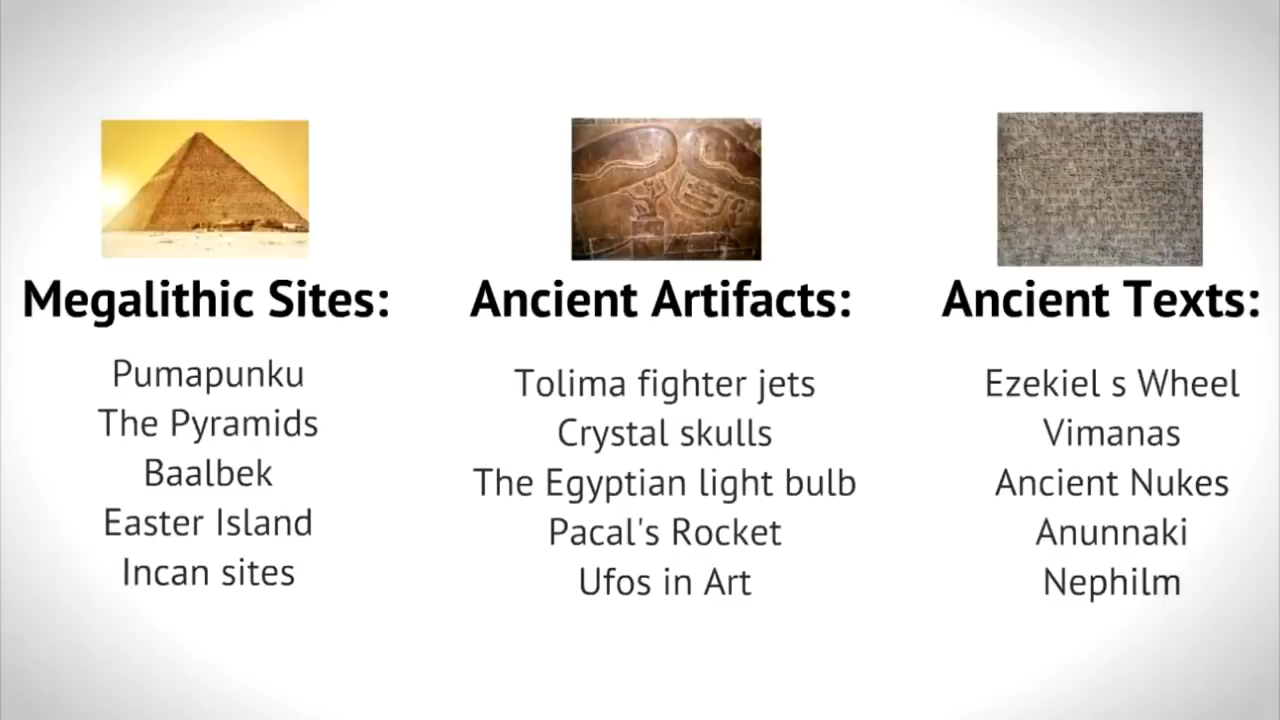 Megalithic Sites:
Pumapunku
The Pyramids
Baalbek
Easter Island
Incan sites
Ancient Artifacts:
Tolima fighter jets
Crystal skulls
The Egyptian light bulb
Pacal's Rocket
Ufos in Art
Ancient Texts:
Ezekiel s Wheel
Vimanas
Ancient Nukes
Anunnaki
Nephilm